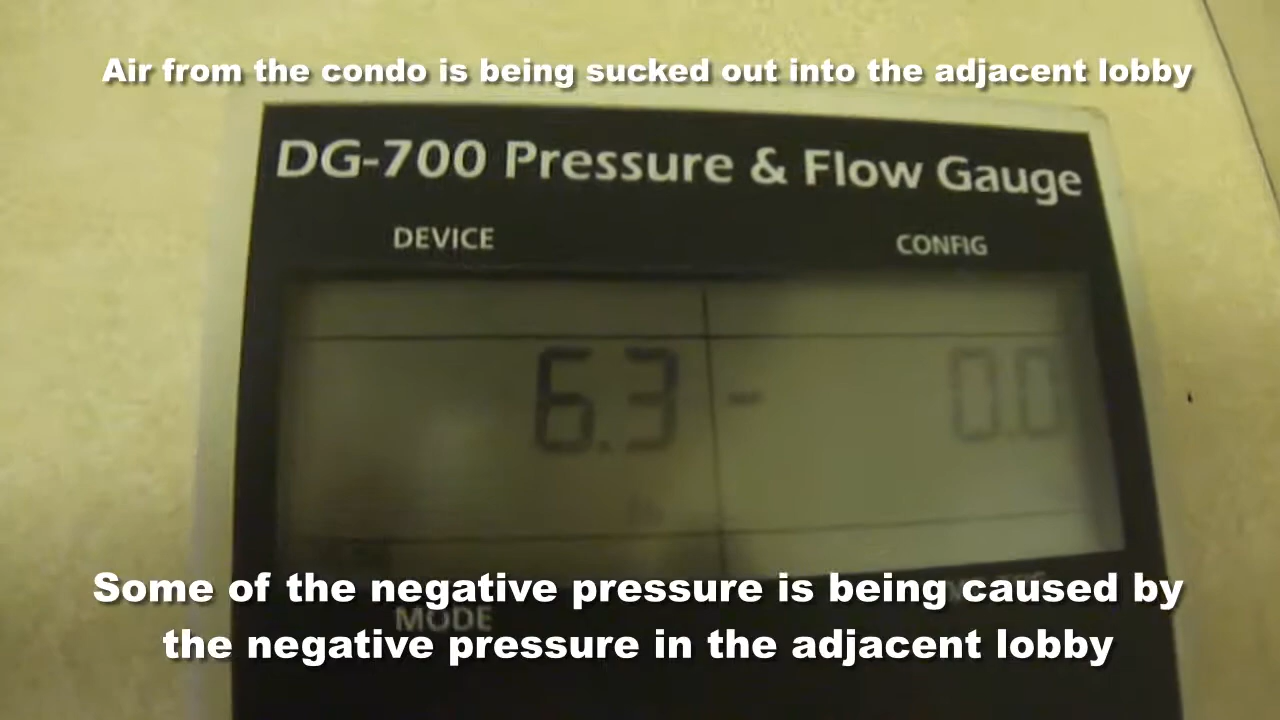 Air from the condo is being sucked out into the adjacent lobby
DG-700 Pressure & Flow Gauge
DEVICE CONFIG
6.3 - 0.0
Some of the negative pressure is being caused by
MODE
the negative pressure in the adjacent lobby